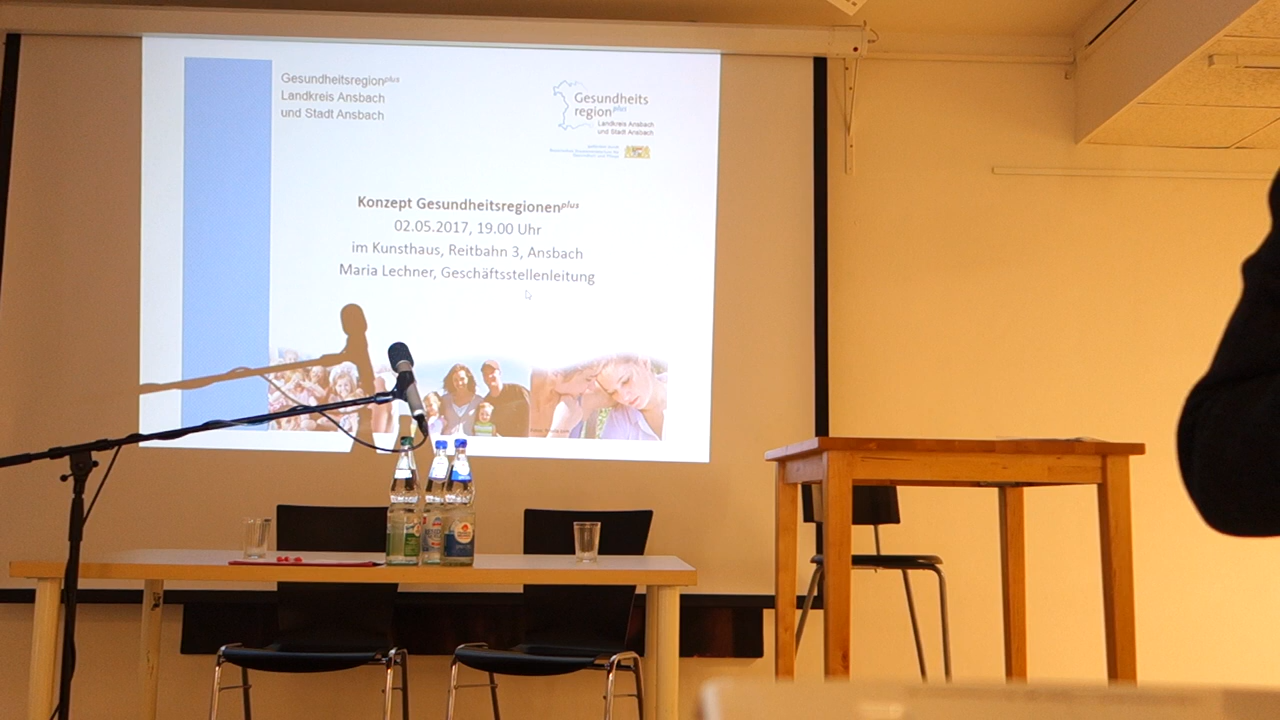 Gesundheitsregionplus
Landkreis Ansbach
und Stadt Ansbach
Gesundheits
regionplus
Landkreis Ansbach
und Stadt Ansbach
Konzept Gesundheitsregionenplus
02.05.2017, 19.00 Uhr
im Kunsthaus, Reitbahn 3, Ansbach
Maria Lechner, Geschäftsstellenleitung